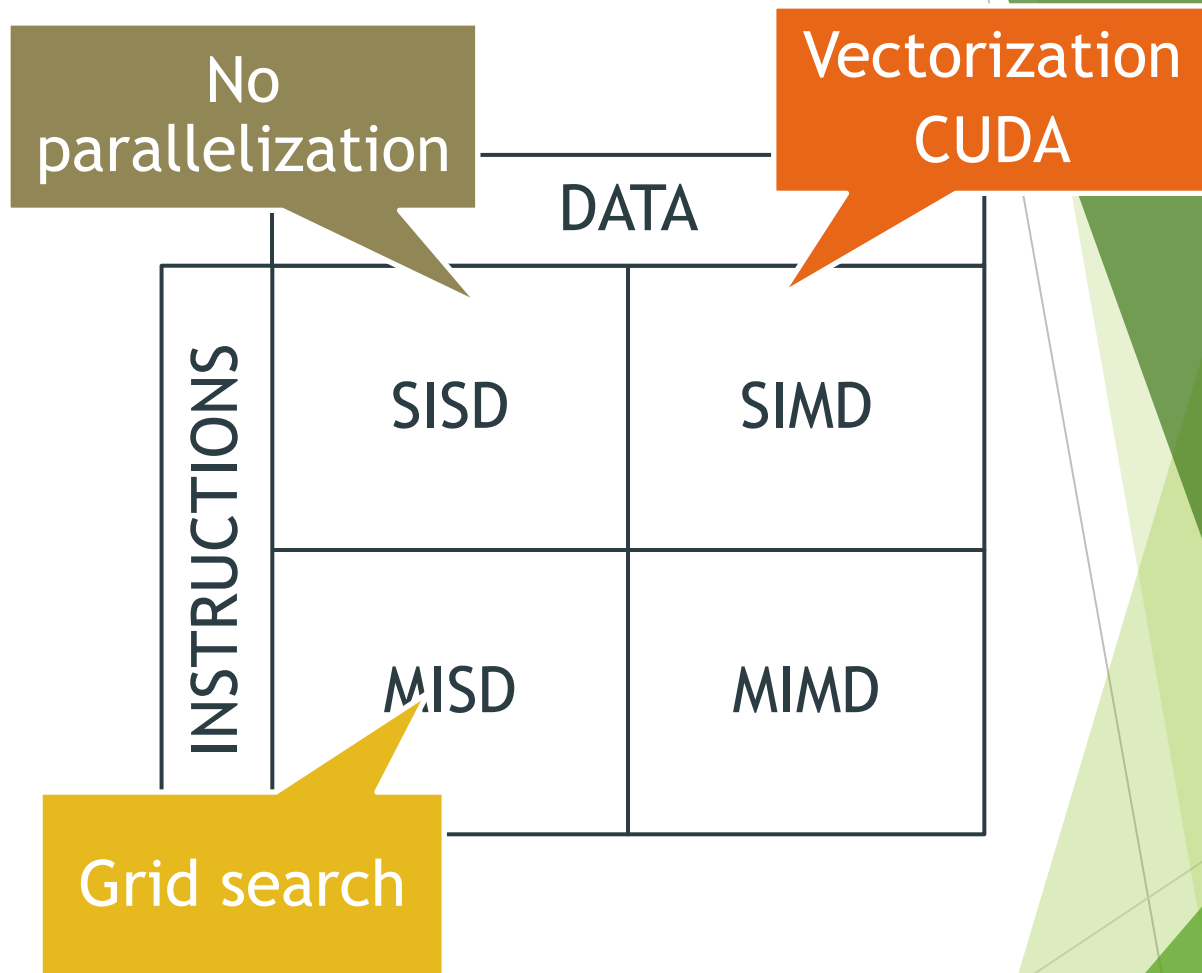 No
parallelization
Vectorization
CUDA
DATA
INSTRUCTIONS
SISD
SIMD
MISD
MIMD
Grid search